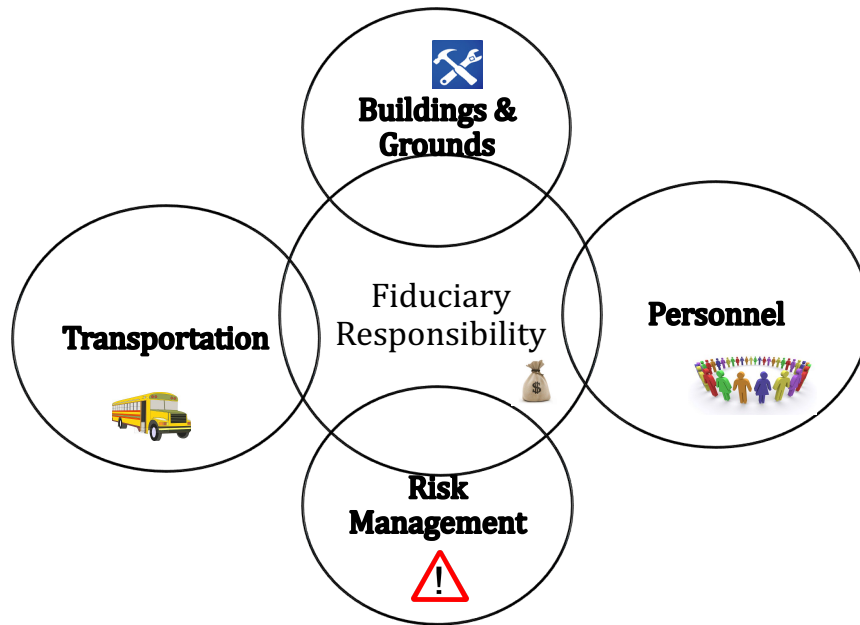 Buildings &
Grounds
Fiduciary
Responsibility
Transportation
Personnel
$
Risk
Management
!